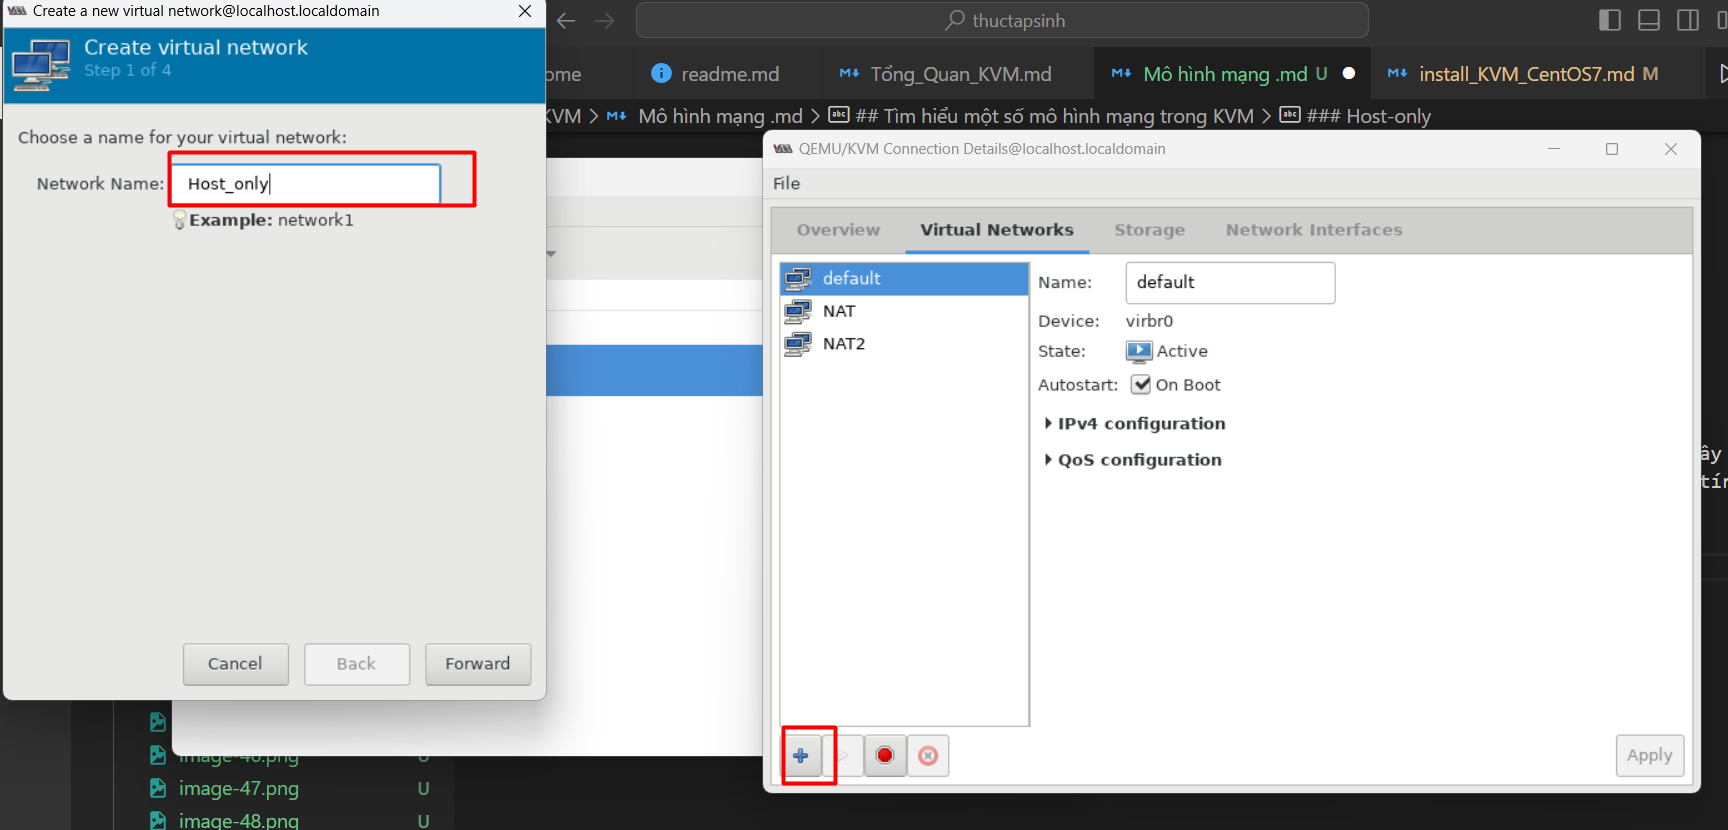 Create a new virtual network@localhost.localdomain
Create virtual network
Step 1 of 4
Choose a name for your virtual network:
Network Name: Host_only
Example: network1
Cancel
Back
Forward
thuctapsinh
ome
readme.md
Tổng_Quan_KVM.md
Mô hình mạng .md U
install_KVM_CentOS7.md M
KVM > Mô hình mạng .md > ## Tìm hiểu một số mô hình mạng trong KVM > ### Host-only
QEMU/KVM Connection Details@localhost.localdomain
File
Overview
Virtual Networks
Storage
Network Interfaces
default
NAT
NAT2
Name: default
Device: virbr0
State: Active
Autostart: On Boot
IPv4 configuration
QoS configuration
Apply
ây
tín
image-46.png U
image-47.png U
image-48.png U